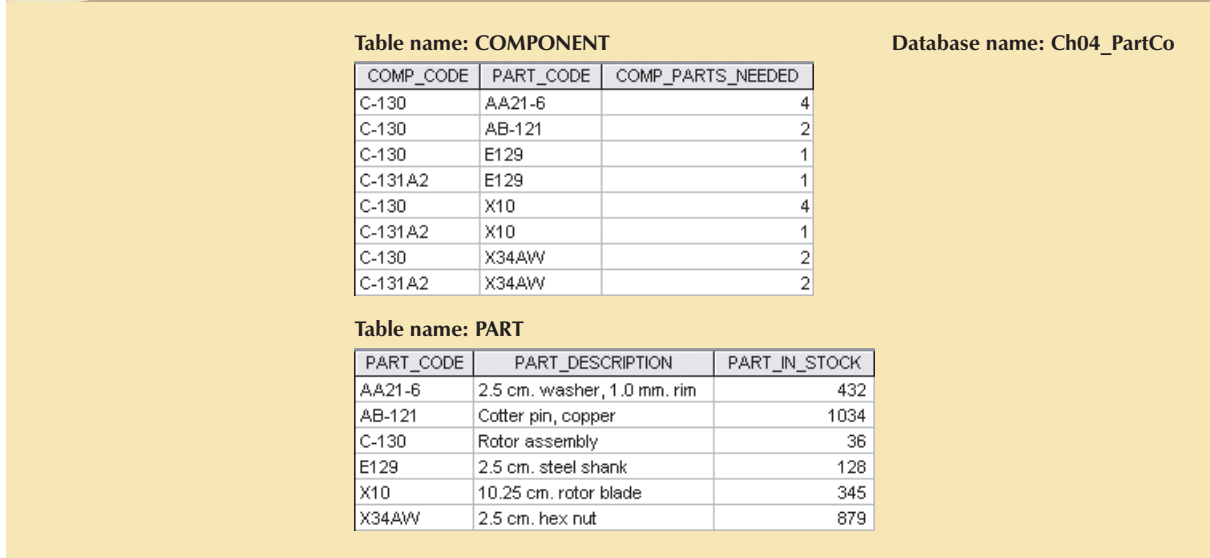 Table name: COMPONENT Database name: Ch04_PartCo
COMP_CODE PART_CODE COMP_PARTS_NEEDED
C-130 AA21-6 4
C-130 AB-121 2
C-130 E129 1
C-131A2 E129 1
C-130 X10 4
C-131A2 X10 1
C-130 X34AW 2
C-131A2 X34AW 2
Table name: PART
PART_CODE PART_DESCRIPTION PART_IN_STOCK
AA21-6 2.5 cm. washer, 1.0 mm. rim 432
AB-121 Cotter pin, copper 1034
C-130 Rotor assembly 36
E129 2.5 cm. steel shank 128
X10 10.25 cm. rotor blade 345
X34AW 2.5 cm. hex nut 879